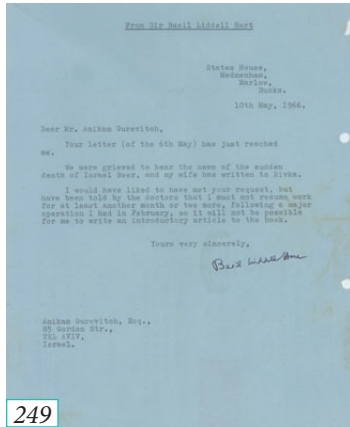 From Sir Basil Liddell Hart
States House,
Medmenham,
Marlow,
Bucks.
10th May, 1966.
Dear Mr. Anikam Gurevitch,
Your letter (of the 6th May) has just reached
me.
We were grieved to hear the news of the sudden
death of Israel Beer, and my wife has written to Rivka.
I would have liked to have met your request, but
have been told by the doctors that I must not resume work
for at least another month or two more, following a major
operation I had in February, so it will not be possible
for me to write an introductory article to the book.
Yours very sincerely,
Basil Liddell Hart
Anikam Gurevitch, Esq.,
85 Gordon Str.,
TEL AVIV,
Israel.
249